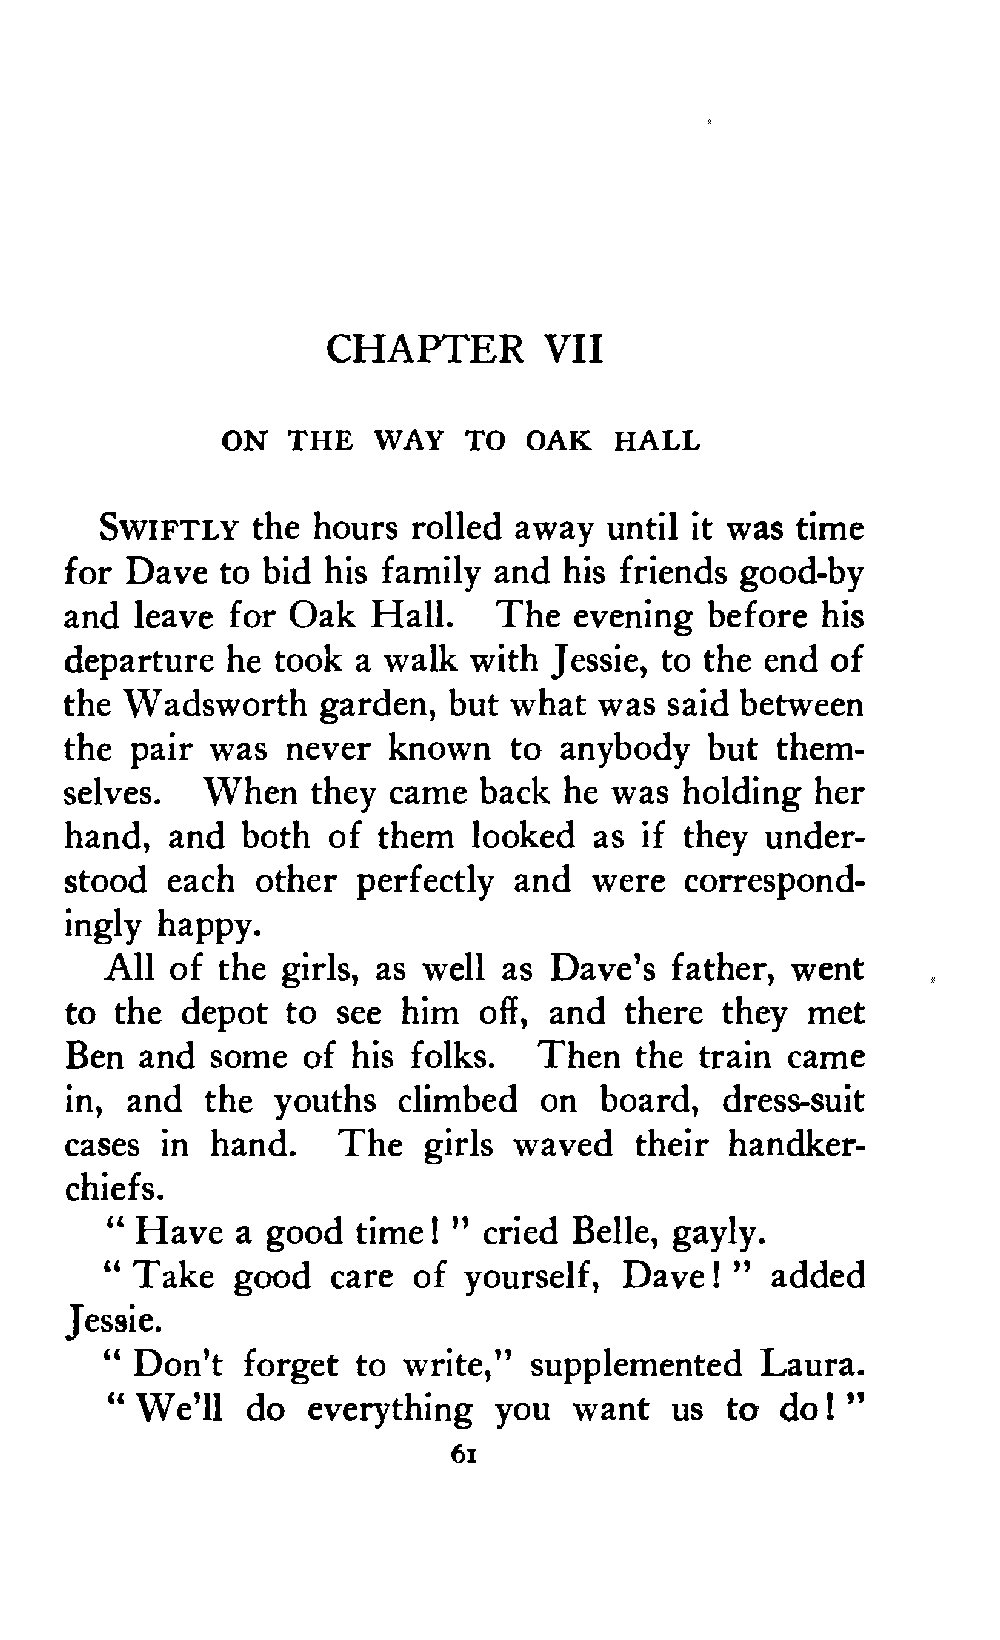 CHAPTER VII
ON THE WAY TO OAK HALL
SWIFTLY the hours rolled away until it was time
for Dave to bid his family and his friends good-by
and leave for Oak Hall. The evening before his
departure he took a walk with Jessie, to the end of
the Wadsworth garden, but what was said between
the pair was never known to anybody but them-
selves. When they came back he was holding her
hand, and both of them looked as if they under-
stood each other perfectly and were correspond-
ingly happy.
All of the girls, as well as Dave's father, went
to the depot to see him off, and there they met
Ben and some of his folks. Then the train came
in, and the youths climbed on board, dress-suit
cases in hand. The girls waved their handker-
chiefs.
" Have a good time! " cried Belle, gayly.
" Take good care of yourself, Dave! " added
Jessie.
" Don't forget to write," supplemented Laura.
" We'll do everything you want us to do! "
61